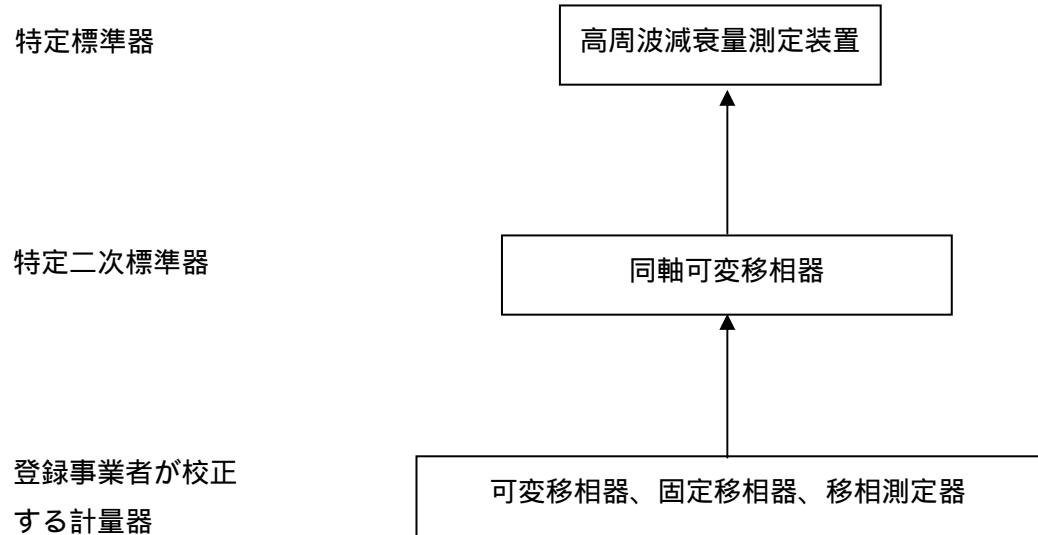 特定標準器
高周波減衰量測定装置
特定二次標準器
同軸可変移相器
登録事業者が校正
する計量器
可変移相器、固定移相器、移相測定器